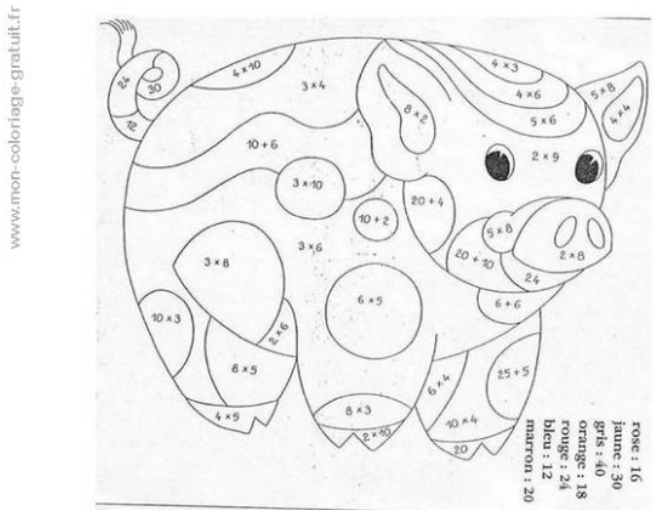 www.mon-coloriage-gratuit.fr
24
30
12
4 x 10
3 x 4
10 + 6
8 x 2
4 x 3
4 x 6
5 x 6
5 x 8
4 x 4
2 x 9
3 x 10
10 + 2
20 + 4
5 x 8
20 + 10
2 x 8
24
6 + 6
3 x 8
3 x 6
6 x 5
10 x 3
2 x 6
8 x 5
4 x 5
8 x 3
2 x 10
6 x 4
25 + 5
10 x 4
20
rose : 16
jaune : 30
gris : 40
orange : 18
rouge : 24
bleu : 12
marron : 20